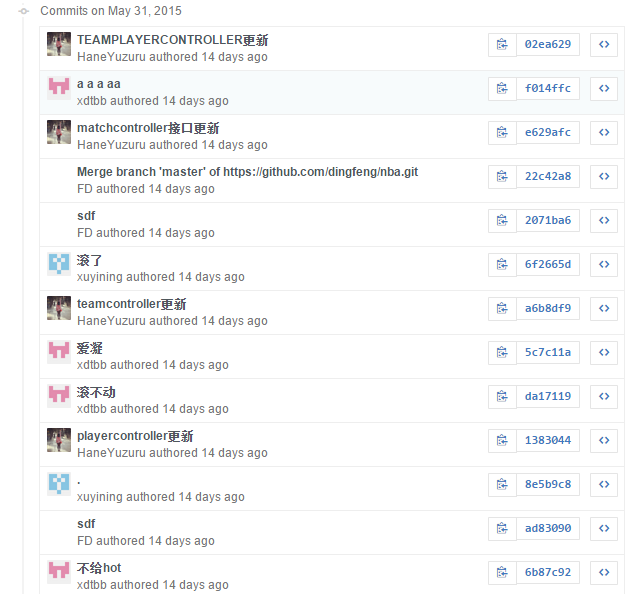 Commits on May 31, 2015
TEAMPLAYERCONTROLLER更新
HaneYuzuru authored 14 days ago
02ea629
a a a aa
xdtbb authored 14 days ago
f014ffc
matchcontroller接口更新
HaneYuzuru authored 14 days ago
e629afc
Merge branch 'master' of https://github.com/dingfeng/nba.git
FD authored 14 days ago
22c42a8
sdf
FD authored 14 days ago
2071ba6
滚了
xuyining authored 14 days ago
6f2665d
teamcontroller更新
HaneYuzuru authored 14 days ago
a6b8df9
爱凝
xdtbb authored 14 days ago
5c7c11a
滚不动
xdtbb authored 14 days ago
da17119
playercontroller更新
HaneYuzuru authored 14 days ago
1383044
.
xuyining authored 14 days ago
8e5b9c8
sdf
FD authored 14 days ago
ad83090
不给hot
xdtbb authored 14 days ago
6b87c92